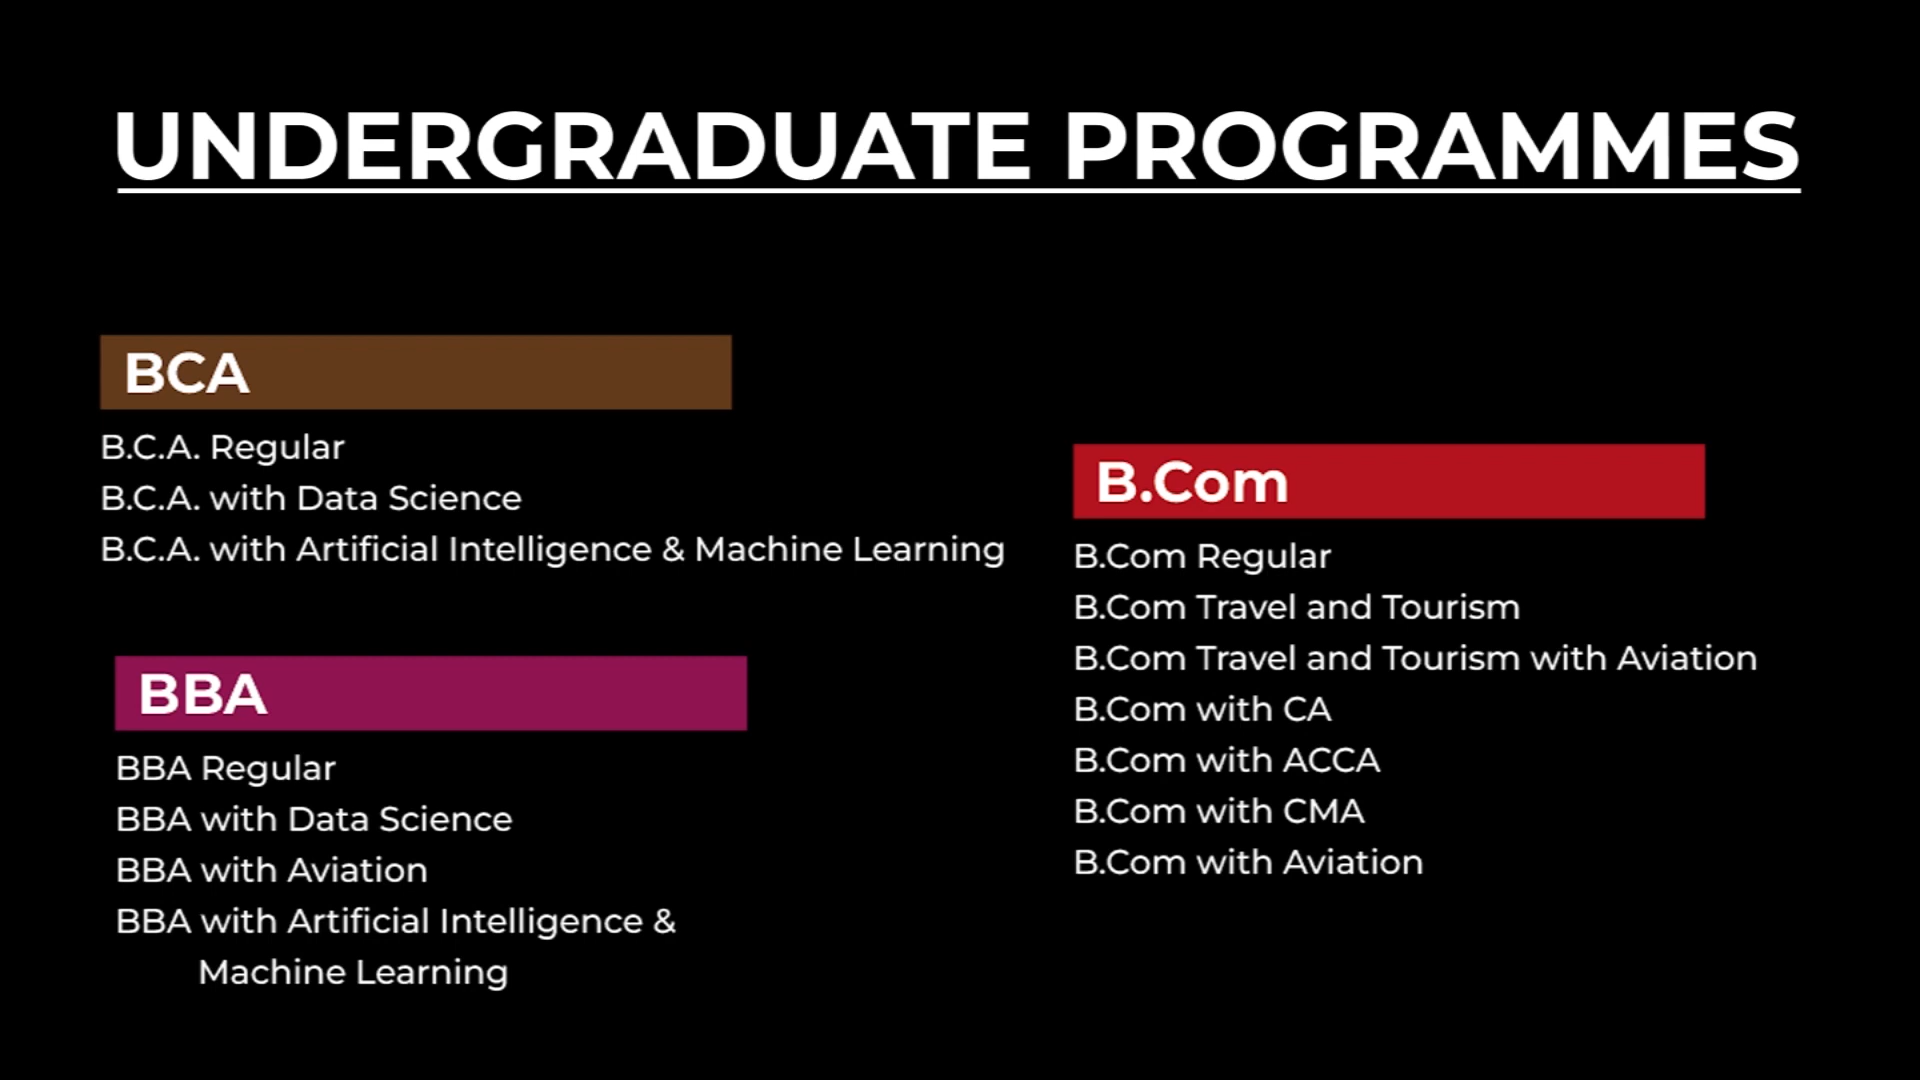 UNDERGRADUATE PROGRAMMES
BCA
B.C.A. Regular
B.C.A. with Data Science
B.C.A. with Artificial Intelligence & Machine Learning
BBA
BBA Regular
BBA with Data Science
BBA with Aviation
BBA with Artificial Intelligence &
Machine Learning
B.Com
B.Com Regular
B.Com Travel and Tourism
B.Com Travel and Tourism with Aviation
B.Com with CA
B.Com with ACCA
B.Com with CMA
B.Com with Aviation